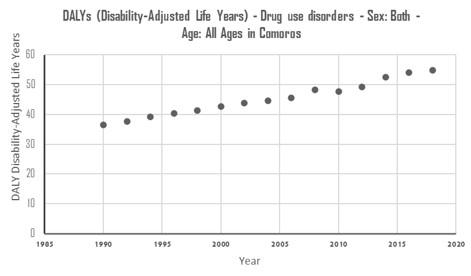 DALYs (Disability-Adjusted Life Years) - Drug use disorders - Sex: Both -
Age: All Ages in Comoros
DALY Disability-Adjusted Life Years
60
50
40
30
20
10
0
1985 1990 1995 2000 2005 2010 2015 2020
Year